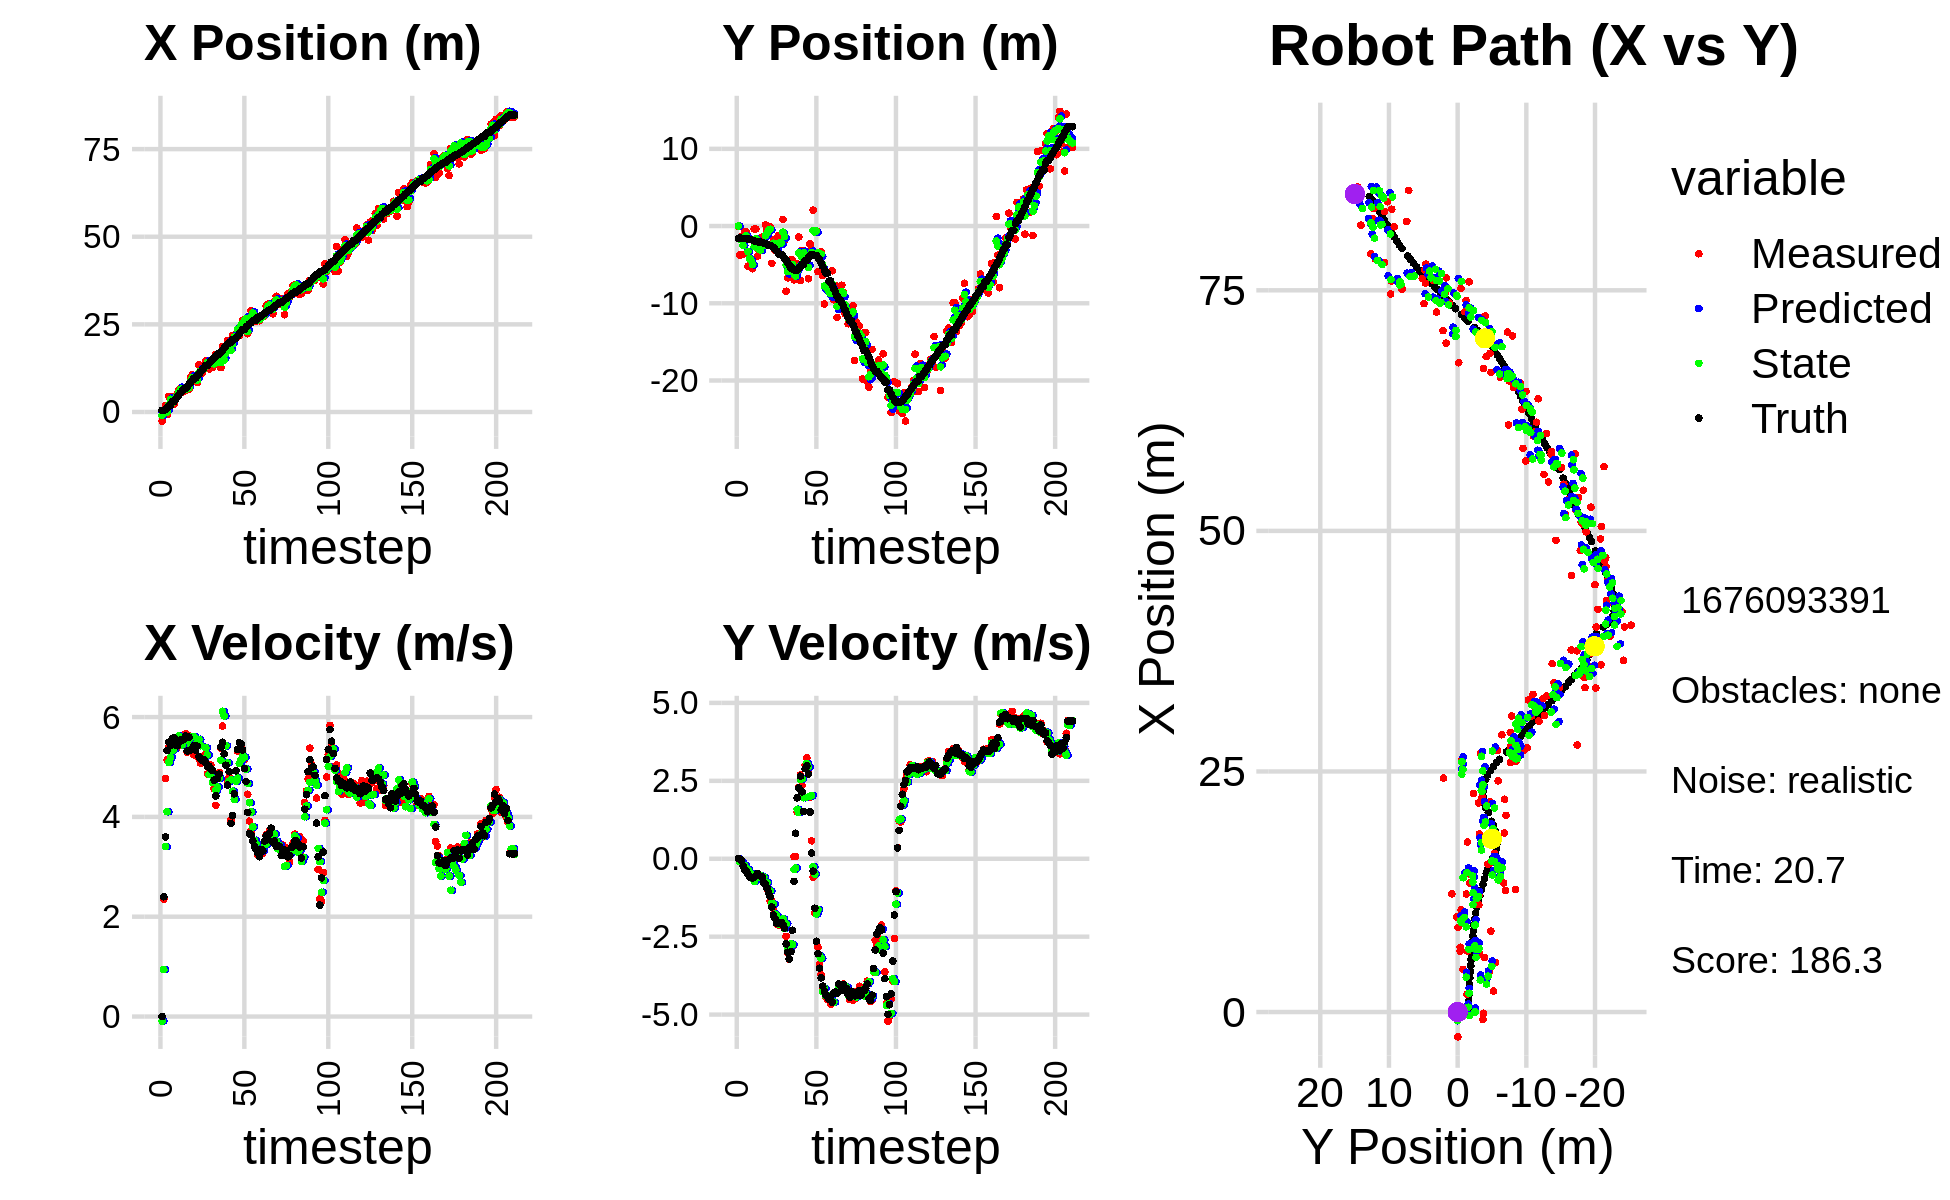 X Position (m)
75
50
25
0
0 50 100 150 200
timestep
Y Position (m)
10
0
-10
-20
0 50 100 150 200
timestep
X Velocity (m/s)
6
4
2
0
0 50 100 150 200
timestep
Y Velocity (m/s)
5.0
2.5
0.0
-2.5
-5.0
0 50 100 150 200
timestep
Robot Path (X vs Y)
X Position (m)
75
50
25
0
20 10 0 -10 -20
Y Position (m)
variable
Measured
Predicted
State
Truth
1676093391
Obstacles: none
Noise: realistic
Time: 20.7
Score: 186.3